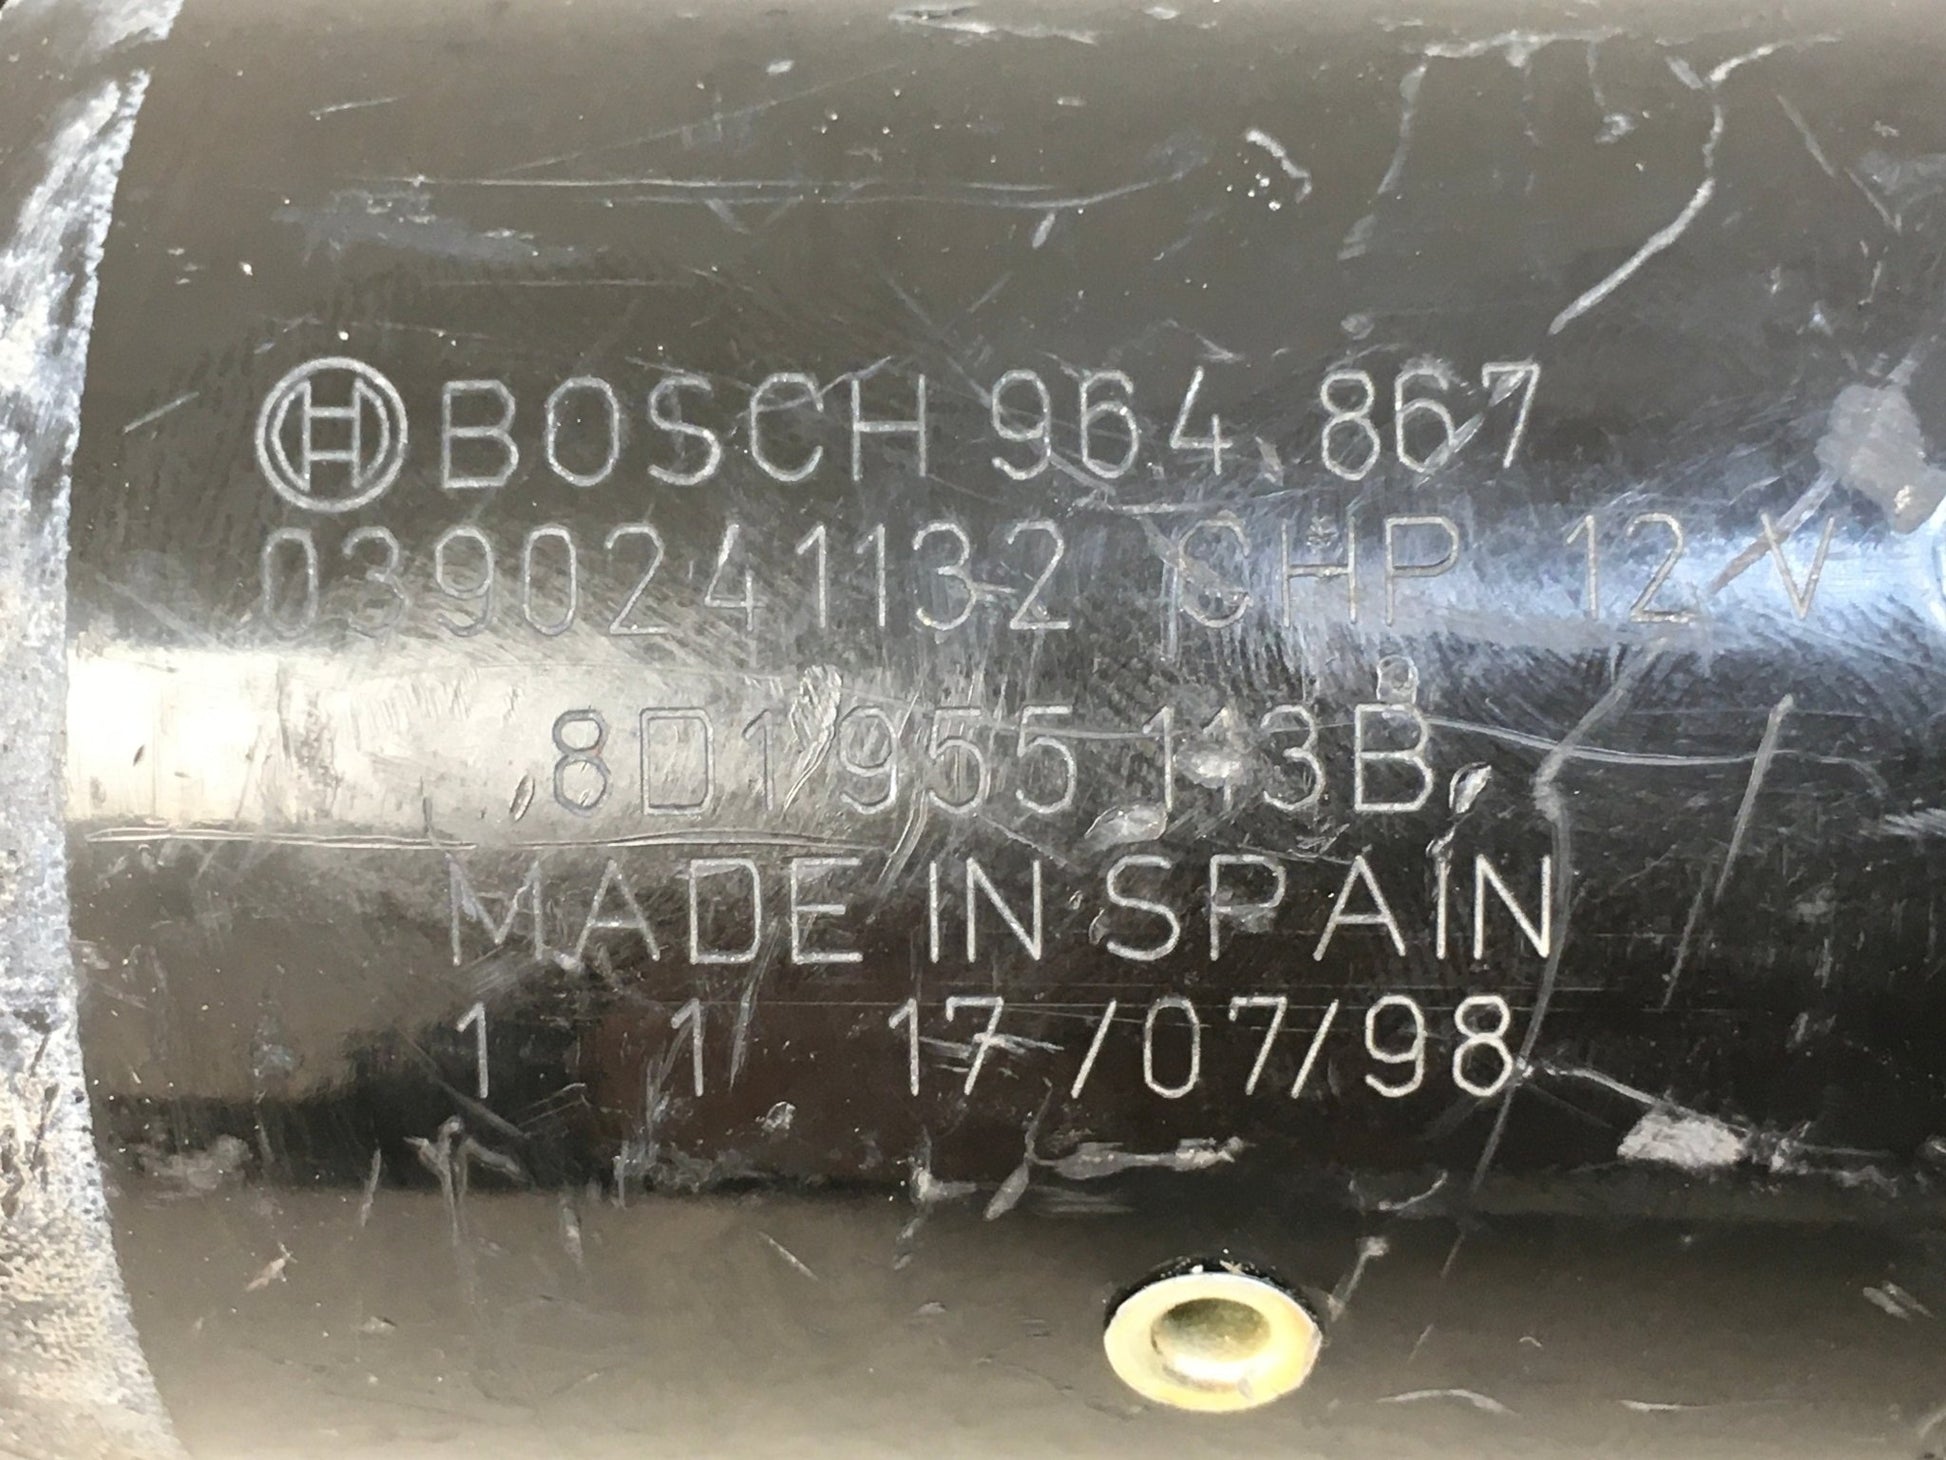 BOSCH 964 867
0390241132 CHP 12 V
8D1 955 113B
MADE IN SPAIN
1 1 17/07/98